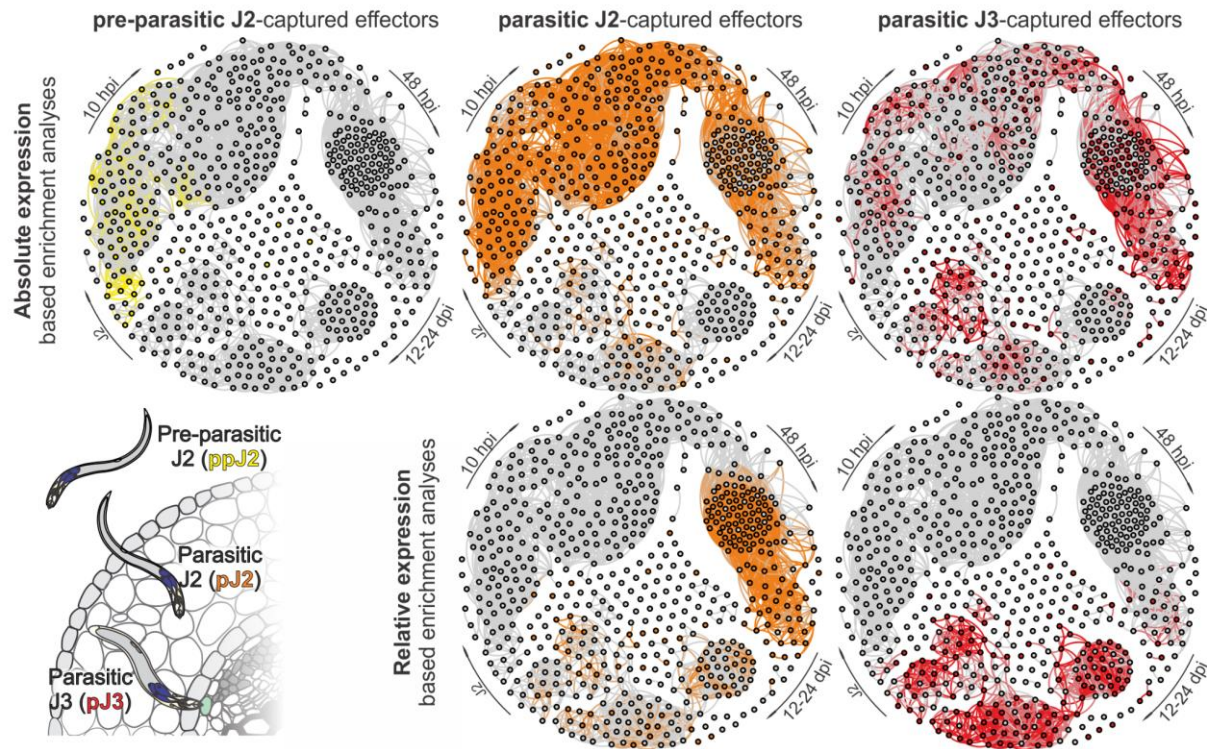 pre-parasitic J2-captured effectors
parasitic J2-captured effectors
parasitic J3-captured effectors
Absolute expression
based enrichment analyses
10 hpi
48 hpi
J2
12-24 dpi
10 hpi
48 hpi
J2
12-24 dpi
10 hpi
48 hpi
J2
12-24 dpi
Pre-parasitic
J2 (ppJ2)
Parasitic
J2 (pJ2)
Parasitic
J3 (pJ3)
Relative expression
based enrichment analyses
10 hpi
48 hpi
J2
12-24 dpi
10 hpi
48 hpi
J2
12-24 dpi